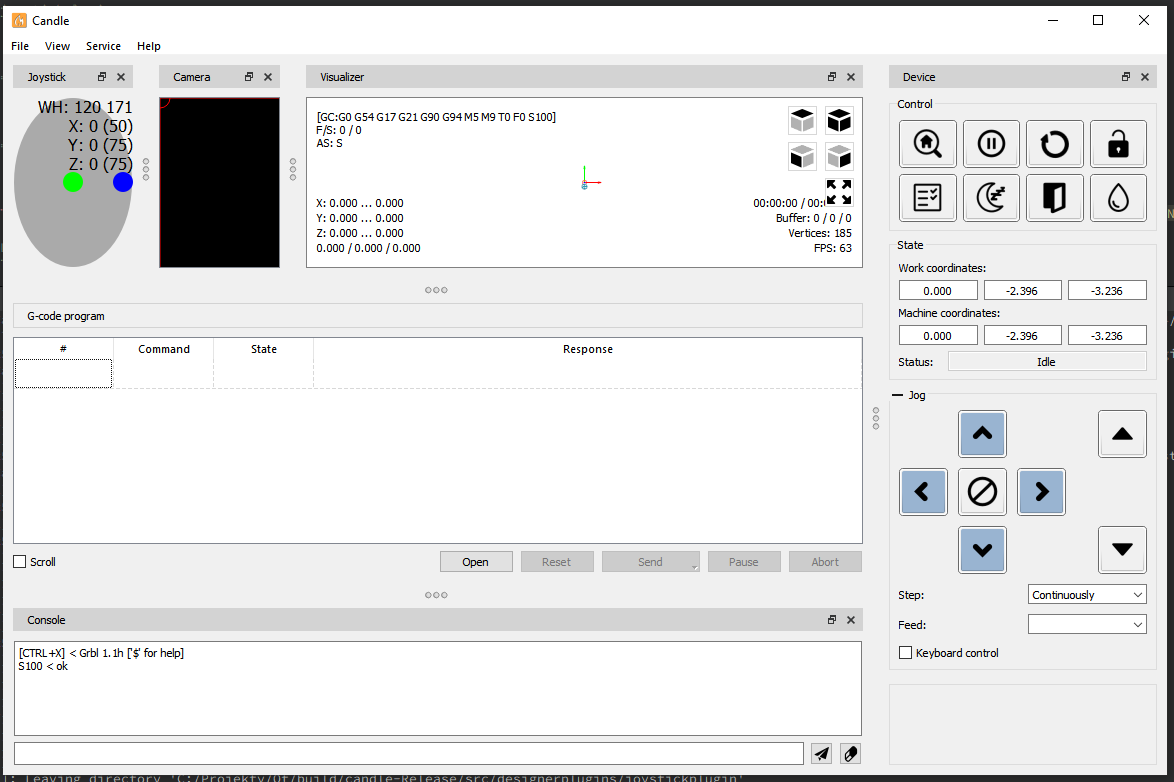 Candle
File View Service Help
Joystick
WH: 120 171
X: 0 (50)
Y: 0 (75)
Z: 0 (75)
Camera
Visualizer
[GC:G0 G54 G17 G21 G90 G94 M5 M9 T0 F0 S100]
F/S: 0 / 0
AS: S
X: 0.000 ... 0.000
Y: 0.000 ... 0.000
Z: 0.000 ... 0.000
0.000 / 0.000 / 0.000
00:00:00 / 00:
Buffer: 0 / 0 / 0
Vertices: 185
FPS: 63
G-code program
# Command State Response
Scroll
Open Reset Send Pause Abort
Console
[CTRL+X] < Grbl 1.1h ['$' for help]
S100 < ok
Device
Control
State
Work coordinates:
0.000 -2.396 -3.236
Machine coordinates:
0.000 -2.396 -3.236
Status: Idle
Jog
Step: Continuously
Feed:
Keyboard control
]: Leaving directory 'C:/Projekty/Qt/build/candle-Release/src/designerplugins/joystickplugin'